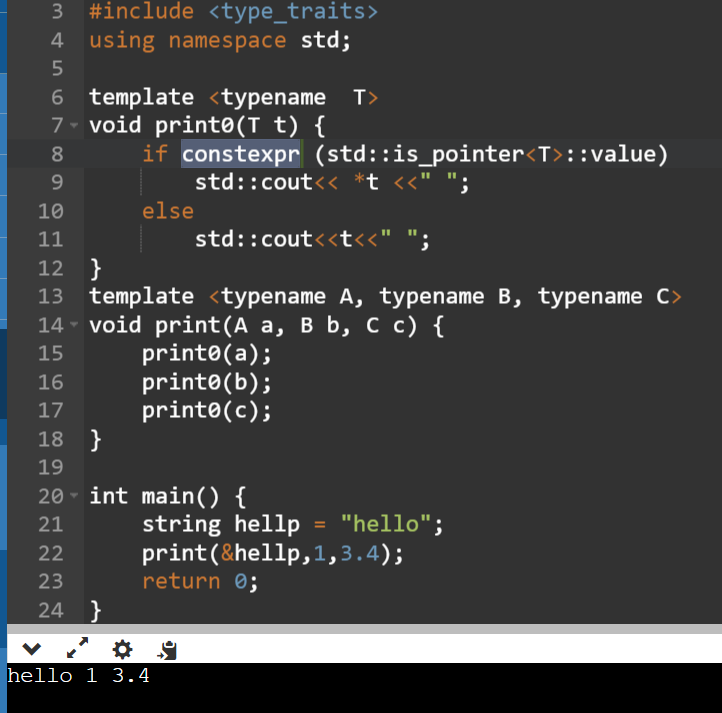 3 #include <type_traits>
4 using namespace std;
5
6 template <typename  T>
7 void print0(T t) {
8     if constexpr (std::is_pointer<T>::value)
9         std::cout<< *t <<" ";
10     else
11         std::cout<<t<<" ";
12 }
13 template <typename A, typename B, typename C>
14 void print(A a, B b, C c) {
15     print0(a);
16     print0(b);
17     print0(c);
18 }
19
20 int main() {
21     string hellp = "hello";
22     print(&hellp,1,3.4);
23     return 0;
24 }
hello 1 3.4